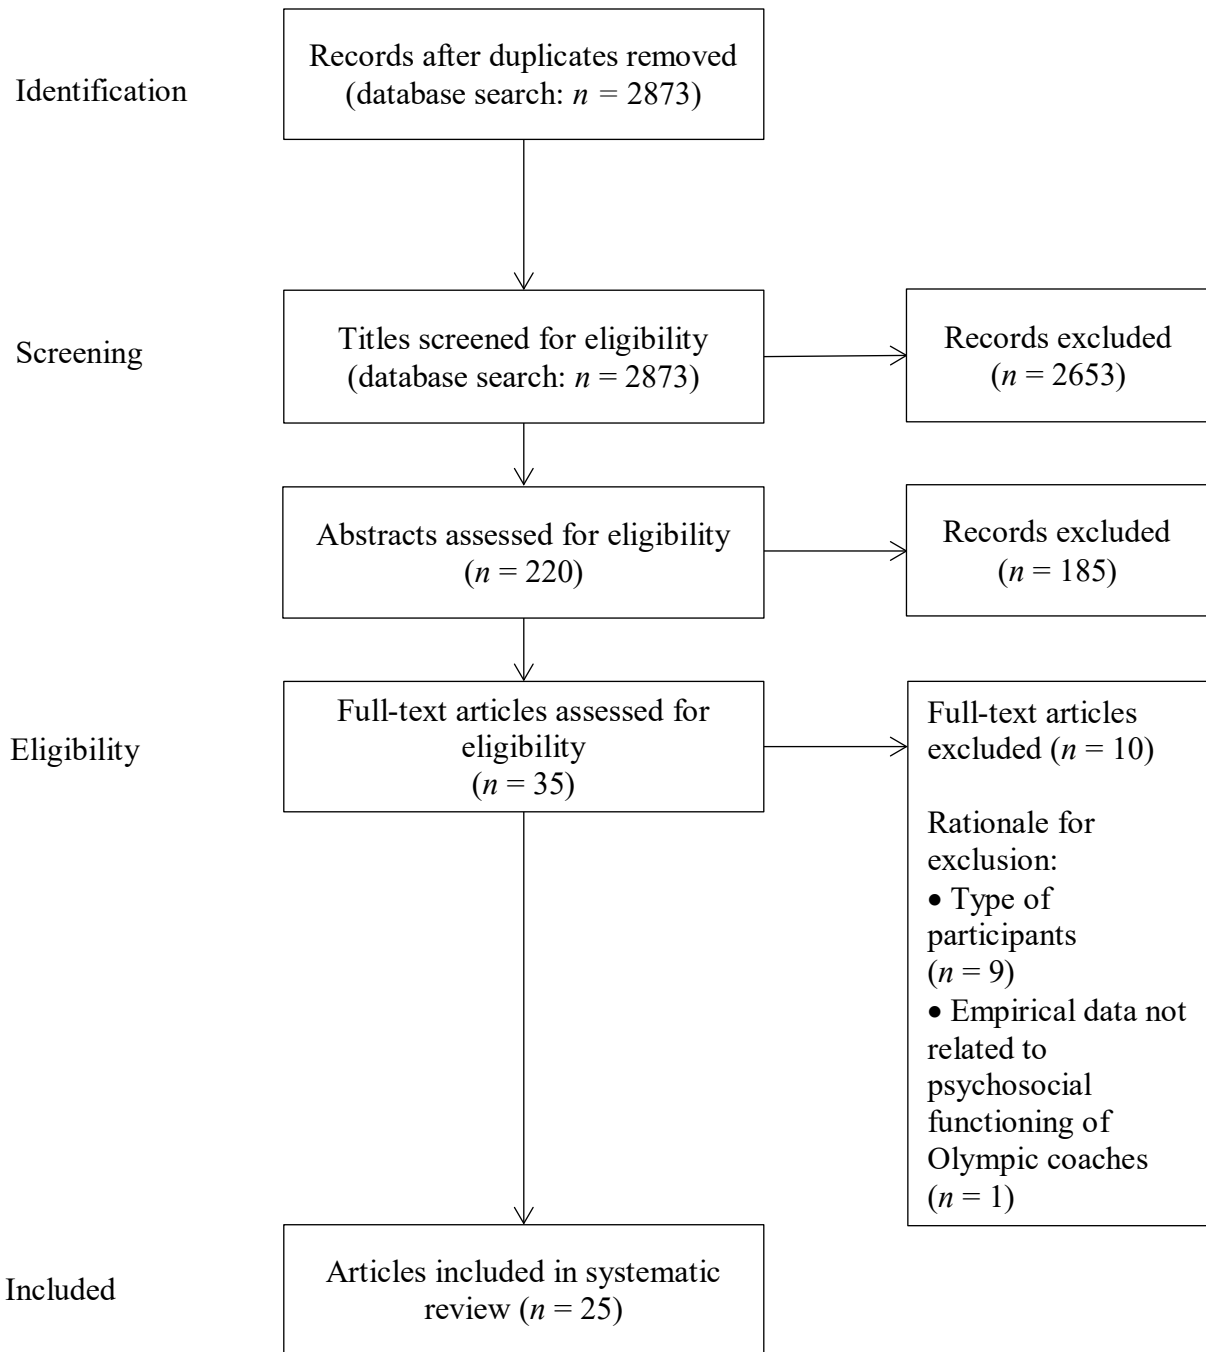 Identification
Records after duplicates removed
(database search: n = 2873)
Screening
Titles screened for eligibility
(database search: n = 2873)
Records excluded
(n = 2653)
Abstracts assessed for eligibility
(n = 220)
Records excluded
(n = 185)
Eligibility
Full-text articles assessed for
eligibility
(n = 35)
Full-text articles
excluded (n = 10)
Rationale for
exclusion:
• Type of
participants
(n = 9)
• Empirical data not
related to
psychosocial
functioning of
Olympic coaches
(n = 1)
Included
Articles included in systematic
review (n = 25)